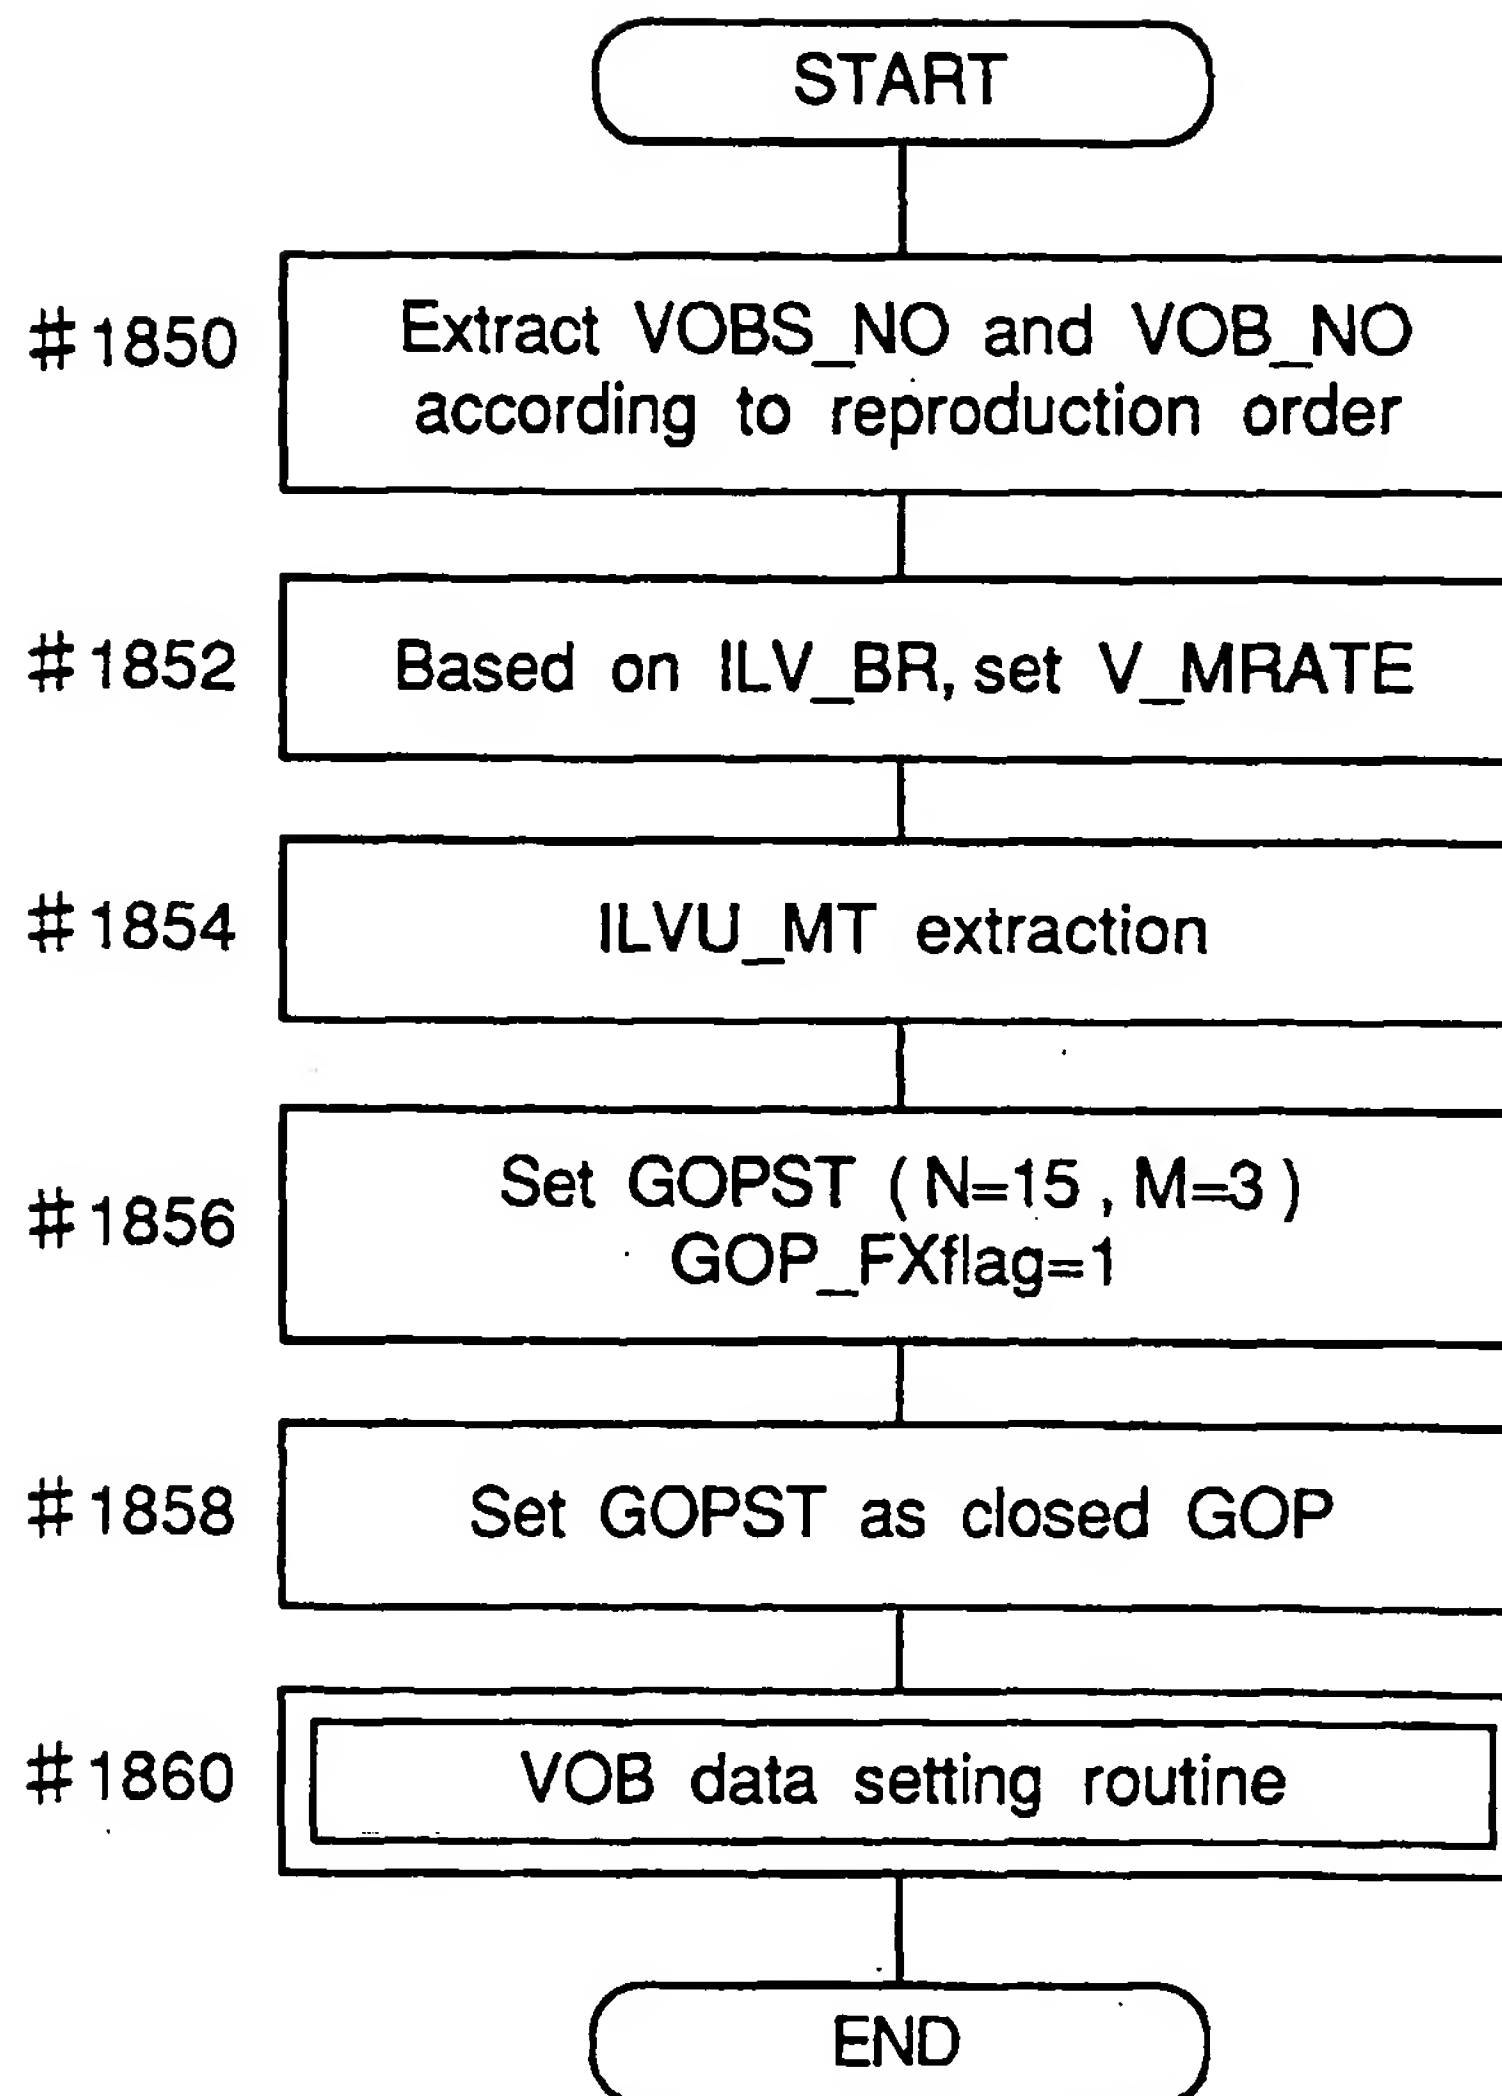 START
#1850
Extract VOBS_NO and VOB_NO
according to reproduction order
#1852
Based on ILV_BR, set V_MRATE
#1854
ILVU_MT extraction
#1856
Set GOPST (N=15, M=3)
GOP_FXflag=1
#1858
Set GOPST as closed GOP
#1860
VOB data setting routine
END